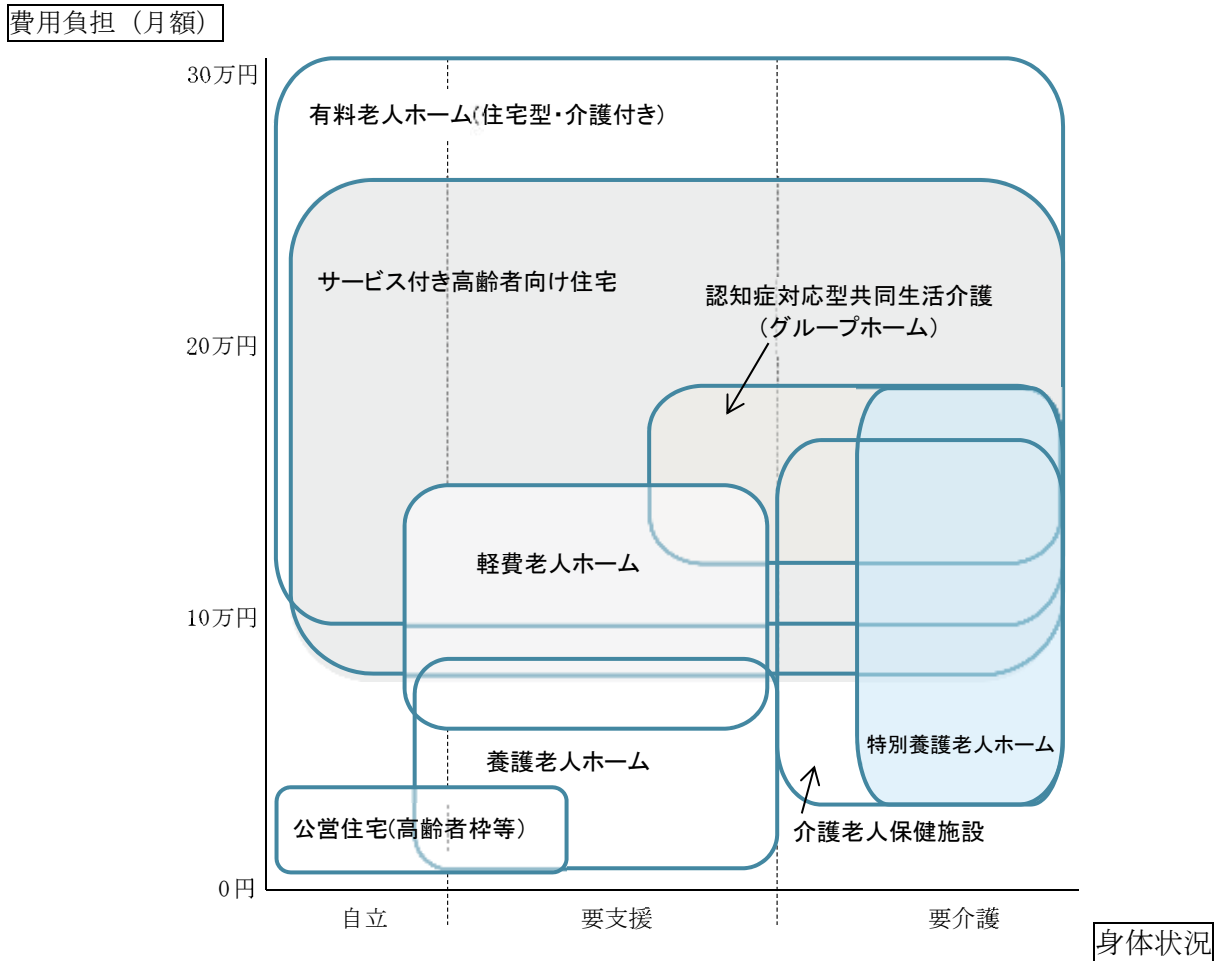 費用負担（月額）
30万円
有料老人ホーム(住宅型・介護付き)
サービス付き高齢者向け住宅
認知症対応型共同生活介護
（グループホーム）
20万円
軽費老人ホーム
10万円
特別養護老人ホーム
養護老人ホーム
公営住宅(高齢者枠等)
介護老人保健施設
0円
自立
要支援
要介護
身体状況